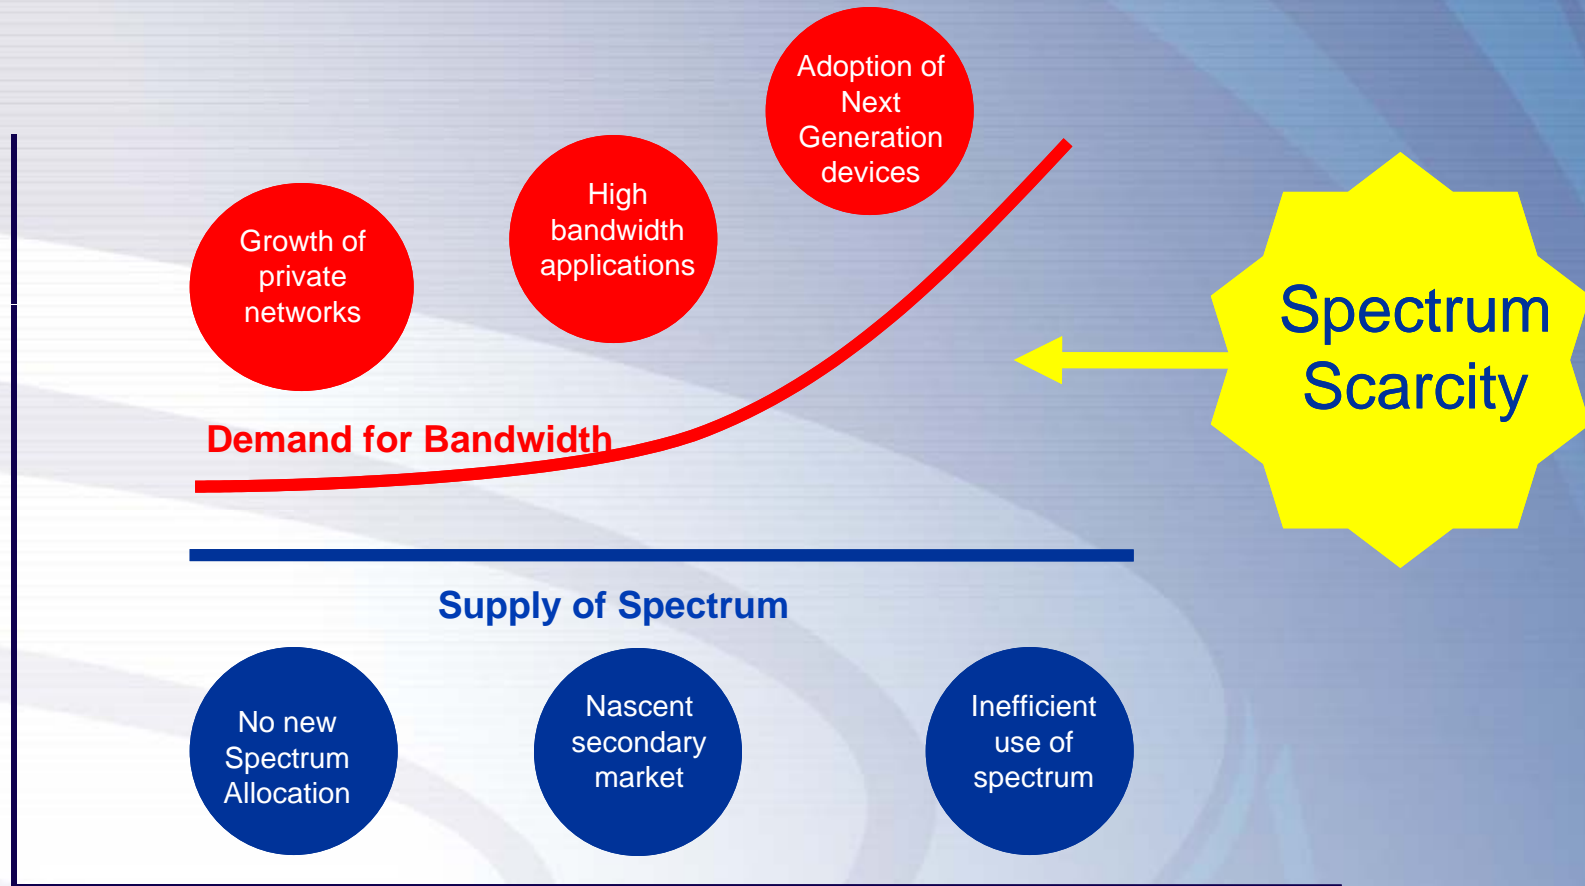 Adoption of
Next
Generation
devices
High
bandwidth
applications
Growth of
private
networks
Spectrum
Scarcity
Demand for Bandwidth
Supply of Spectrum
No new
Spectrum
Allocation
Nascent
secondary
market
Inefficient
use of
spectrum